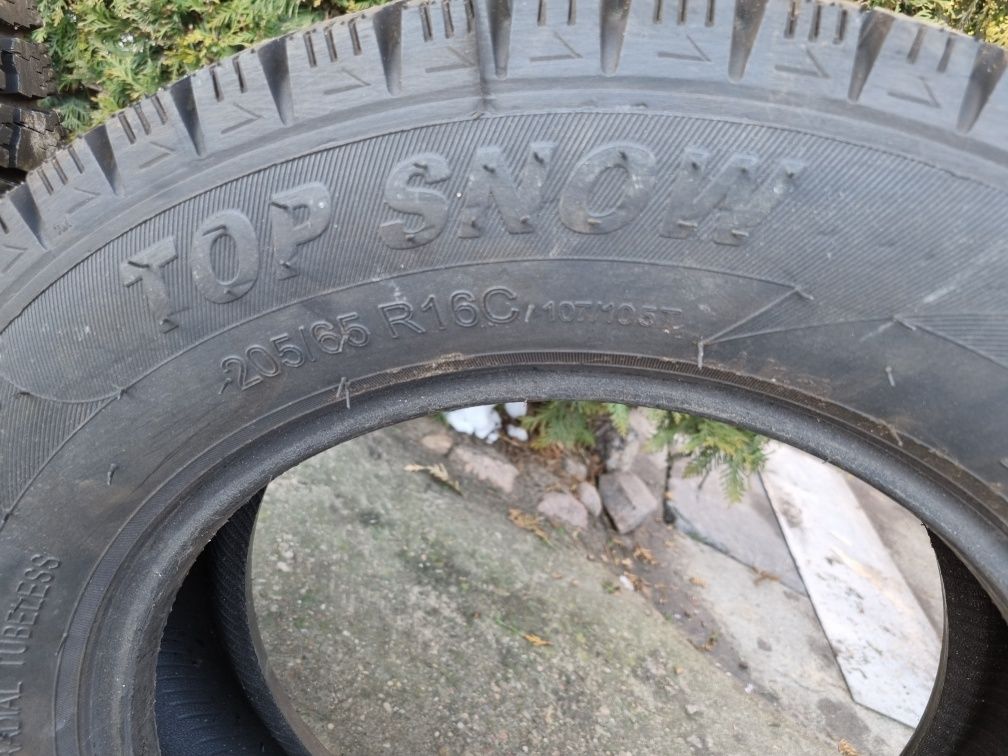 TOP SNOW
205/65 R16C / 107/105T
RADIAL TUBELESS